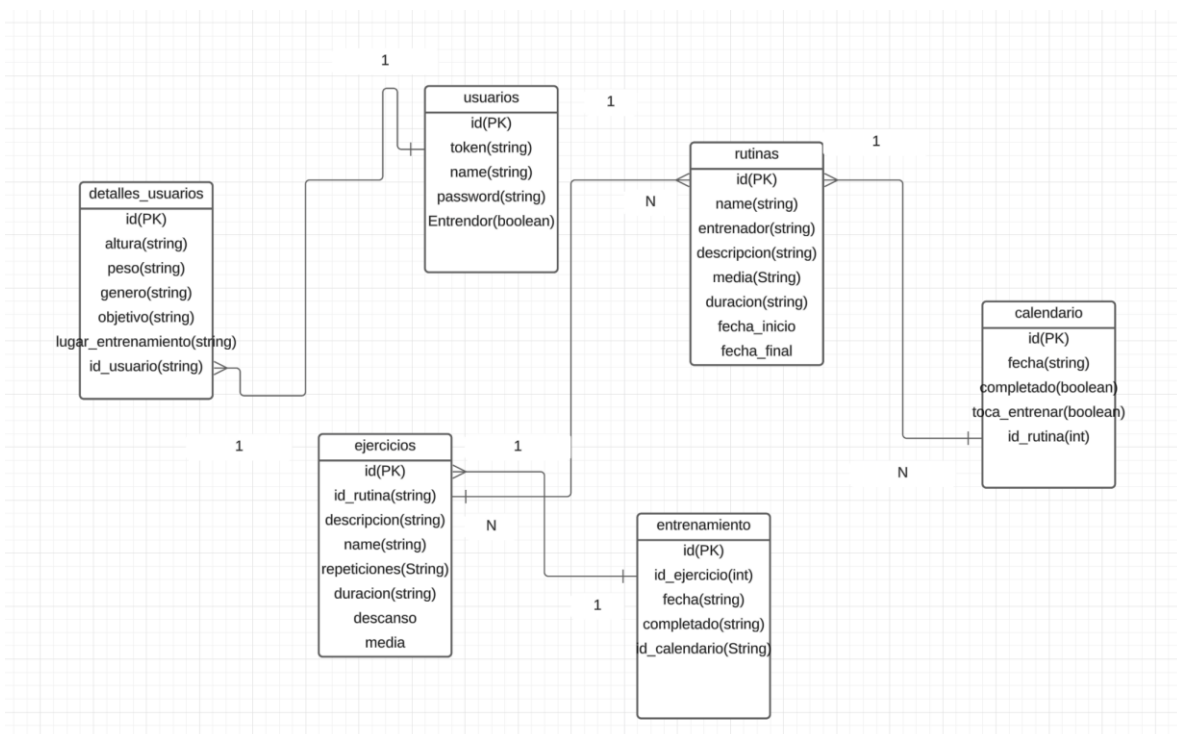 1
usuarios
id(PK)
token(string)
name(string)
password(string)
Entrendor(boolean)
1
1
rutinas
id(PK)
name(string)
entrenador(string)
descripcion(string)
media(String)
duracion(string)
fecha_inicio
fecha_final
N
detalles_usuarios
id(PK)
altura(string)
peso(string)
genero(string)
objetivo(string)
lugar_entrenamiento(string)
id_usuario(string)
calendario
id(PK)
fecha(string)
completado(boolean)
toca_entrenar(boolean)
id_rutina(int)
1
ejercicios
id(PK)
id_rutina(string)
descripcion(string)
name(string)
repeticiones(String)
duracion(string)
descanso
media
1
N
N
entrenamiento
id(PK)
id_ejercicio(int)
fecha(string)
completado(string)
id_calendario(String)
1